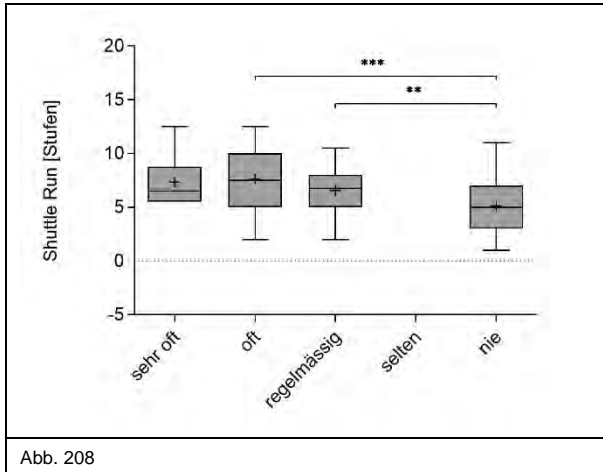 20
***
15
**
10
5
0
-5
Shuttle Run [Stufen]
sehr oft
oft
regelmässig
selten
nie
Abb. 208